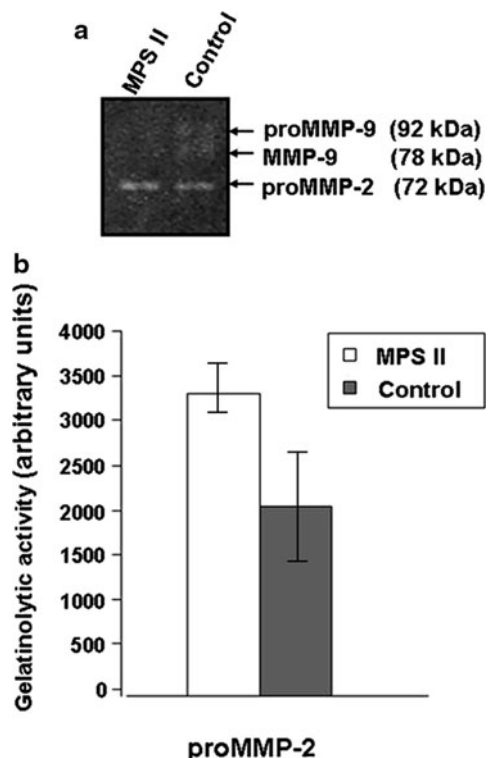 a
MPS II
Control
proMMP-9 (92 kDa)
MMP-9 (78 kDa)
proMMP-2 (72 kDa)
b
Gelatinolytic activity (arbitrary units)
4000
3500
3000
2500
2000
1500
1000
500
0
MPS II
Control
proMMP-2